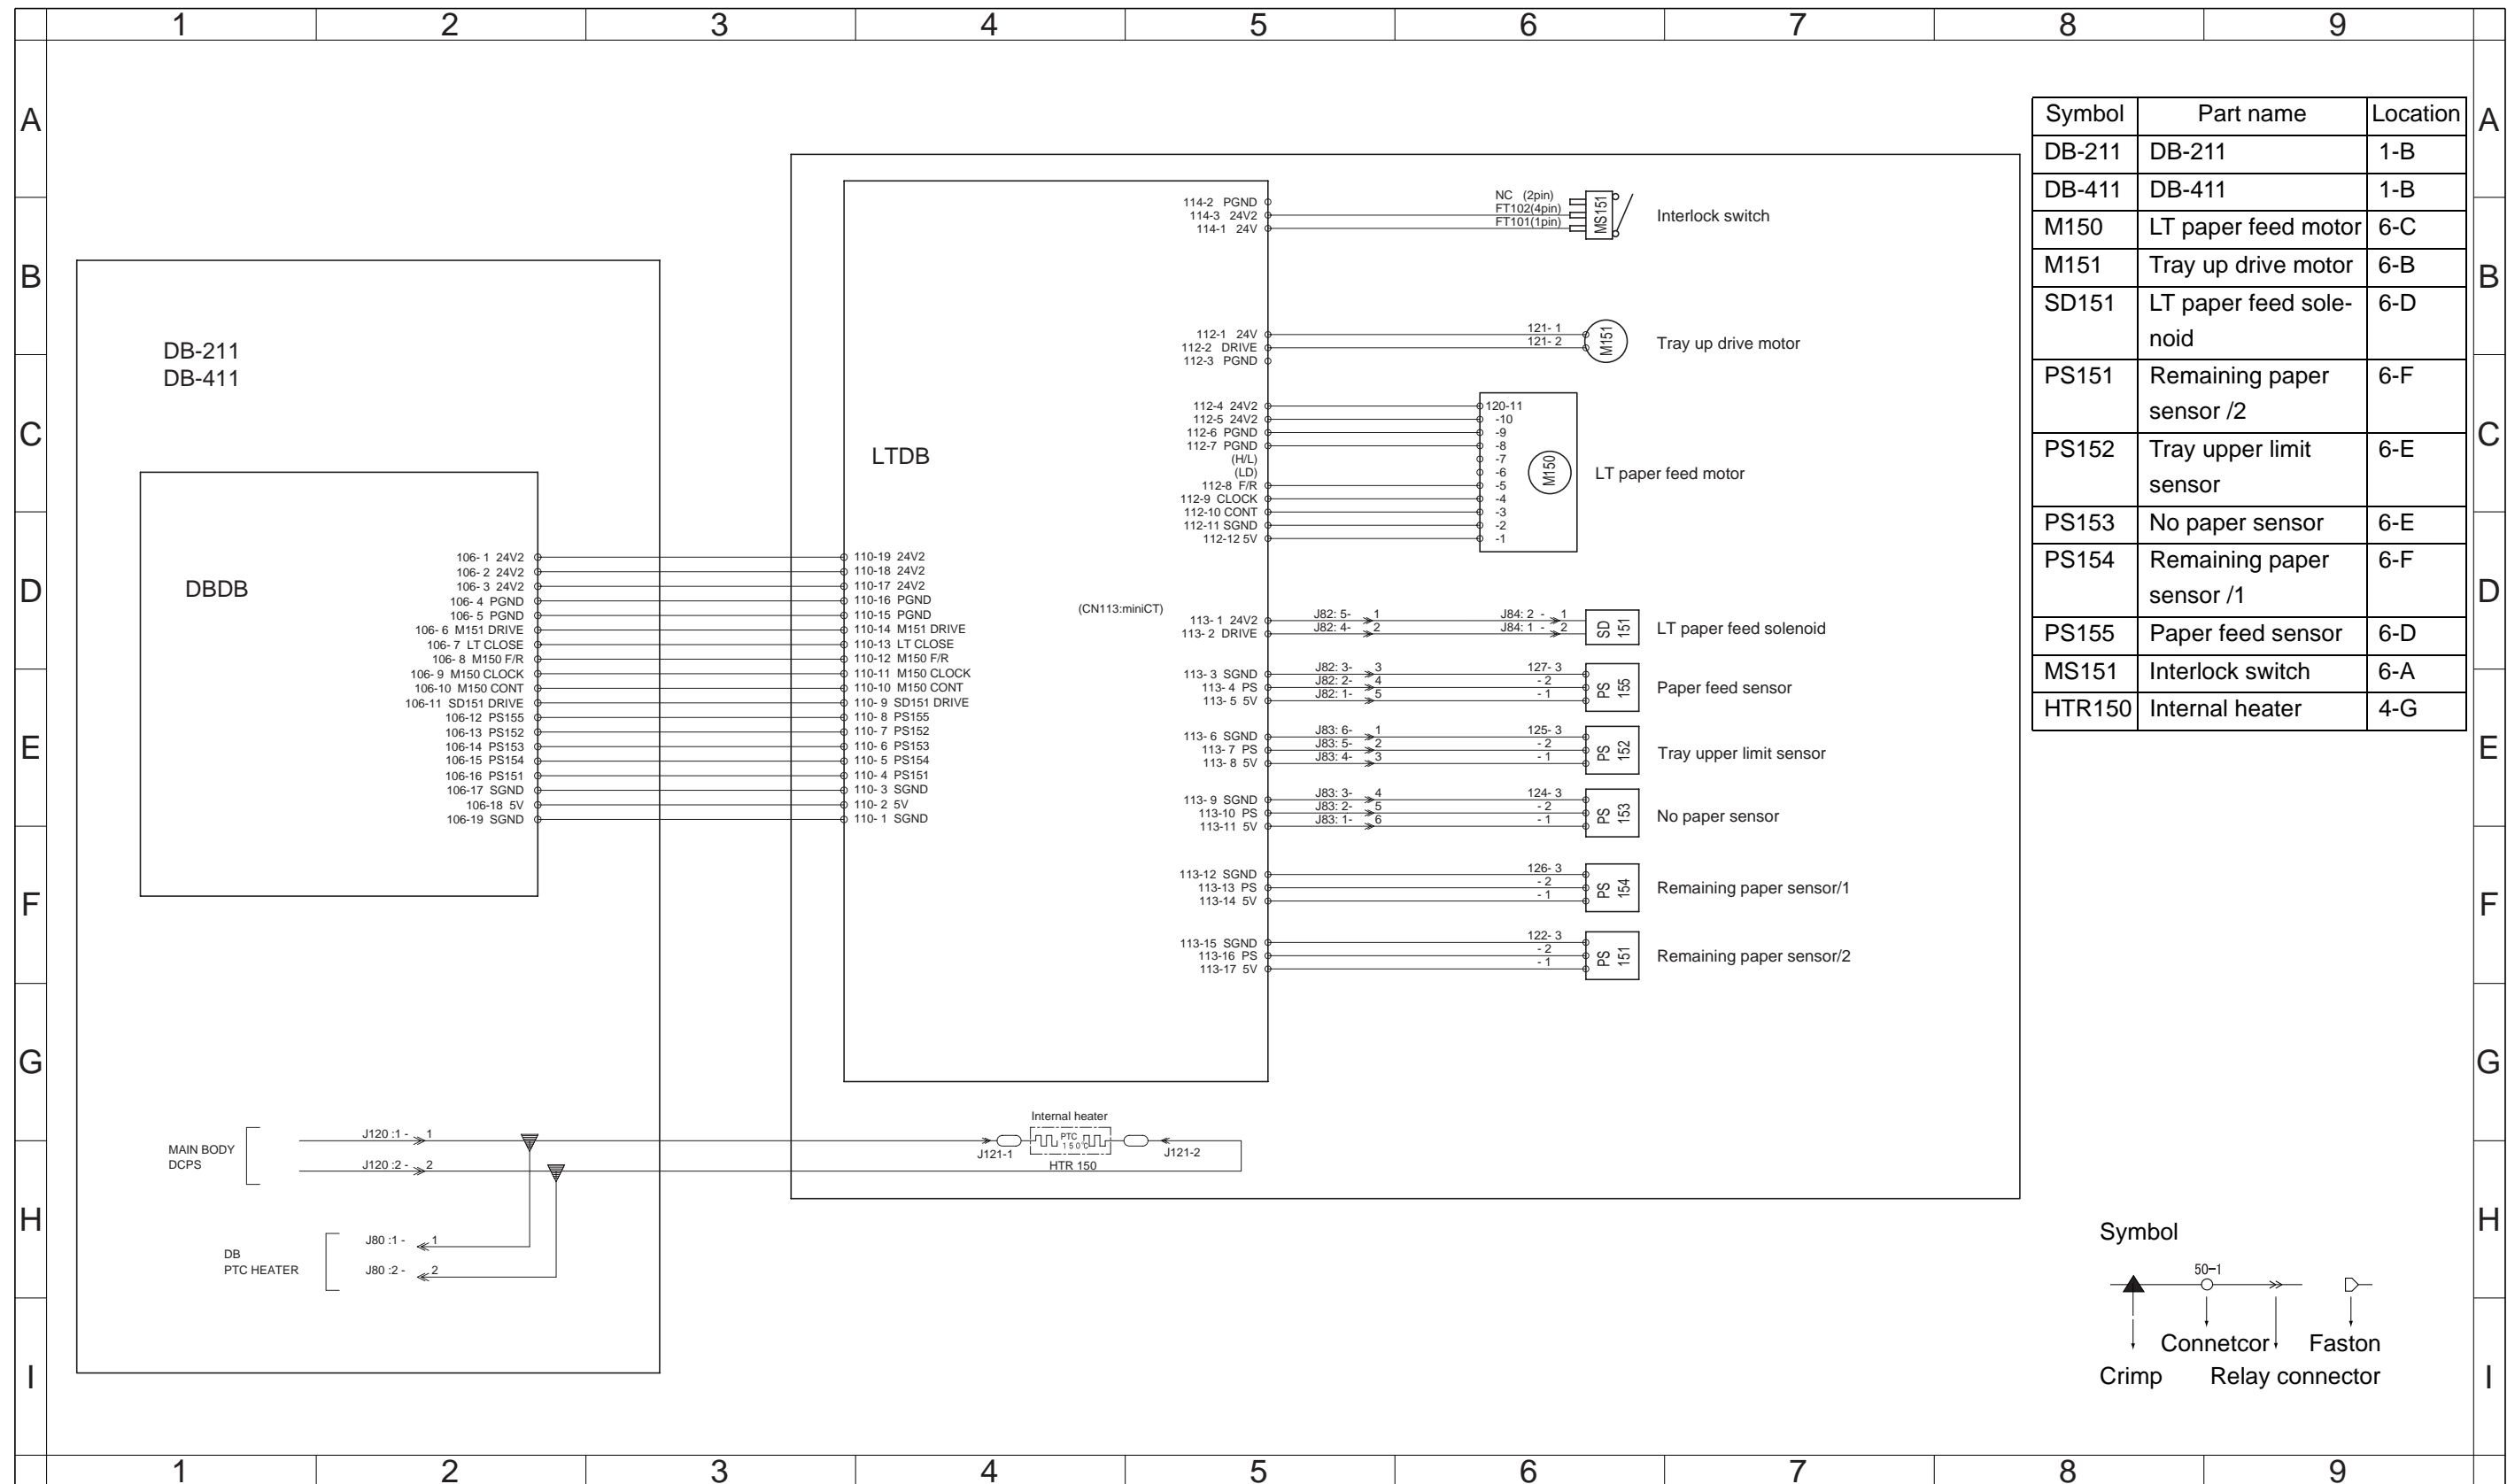 1 2 3 4 5 6 7 8 9
A
B
C
D
E
F
G
H
I
DB-211
DB-411
DBDB
106- 1 24V2
106- 2 24V2
106- 3 24V2
106- 4 PGND
106- 5 PGND
106- 6 M151 DRIVE
106- 7 LT CLOSE
106- 8 M150 F/R
106- 9 M150 CLOCK
106-10 M150 CONT
106-11 SD151 DRIVE
106-12 PS155
106-13 PS152
106-14 PS153
106-15 PS154
106-16 PS151
106-17 SGND
106-18 5V
106-19 SGND
MAIN BODY
DCPS
J120 :1 - 1
J120 :2 - 2
DB
PTC HEATER
J80 :1 - 1
J80 :2 - 2
LTDB
110-19 24V2
110-18 24V2
110-17 24V2
110-16 PGND
110-15 PGND
110-14 M151 DRIVE
110-13 LT CLOSE
110-12 M150 F/R
110-11 M150 CLOCK
110-10 M150 CONT
110- 9 SD151 DRIVE
110- 8 PS155
110- 7 PS152
110- 6 PS153
110- 5 PS154
110- 4 PS151
110- 3 SGND
110- 2 5V
110- 1 SGND
114-2 PGND
114-3 24V2
114-1 24V
NC (2pin)
FT102(4pin)
FT101(1pin)
MS151
Interlock switch
112-1 24V
112-2 DRIVE
112-3 PGND
121- 1
121- 2
M151
Tray up drive motor
112-4 24V2
112-5 24V2
112-6 PGND
112-7 PGND
(H/L)
(LD)
112-8 F/R
112-9 CLOCK
112-10 CONT
112-11 SGND
112-12 5V
120-11
-10
-9
-8
-7
-6
-5
-4
-3
-2
-1
M150
LT paper feed motor
(CN113:miniCT)
113- 1 24V2 J82: 5- 1 J84: 2 - 1
113- 2 DRIVE J82: 4- 2 J84: 1 - 2
SD
151
LT paper feed solenoid
113- 3 SGND J82: 3- 3 127- 3
113- 4 PS J82: 2- 4 - 2
113- 5 5V J82: 1- 5 - 1
PS
155
Paper feed sensor
113- 6 SGND J83: 6- 1 125- 3
113- 7 PS J83: 5- 2 - 2
113- 8 5V J83: 4- 3 - 1
PS
152
Tray upper limit sensor
113- 9 SGND J83: 3- 4 124- 3
113-10 PS J83: 2- 5 - 2
113-11 5V J83: 1- 6 - 1
PS
153
No paper sensor
113-12 SGND 126- 3
113-13 PS - 2
113-14 5V - 1
PS
154
Remaining paper sensor/1
113-15 SGND 122- 3
113-16 PS - 2
113-17 5V - 1
PS
151
Remaining paper sensor/2
Internal heater
PTC
150℃
J121-1
HTR 150
J121-2
Symbol Part name Location
DB-211 DB-211 1-B
DB-411 DB-411 1-B
M150 LT paper feed motor 6-C
M151 Tray up drive motor 6-B
SD151 LT paper feed sole- 6-D
noid
PS151 Remaining paper 6-F
sensor /2
PS152 Tray upper limit 6-E
sensor
PS153 No paper sensor 6-E
PS154 Remaining paper 6-F
sensor /1
PS155 Paper feed sensor 6-D
MS151 Interlock switch 6-A
HTR150 Internal heater 4-G
Symbol
50-1
Connetcor Faston
Crimp Relay connector
A
B
C
D
E
F
G
H
I
1 2 3 4 5 6 7 8 9